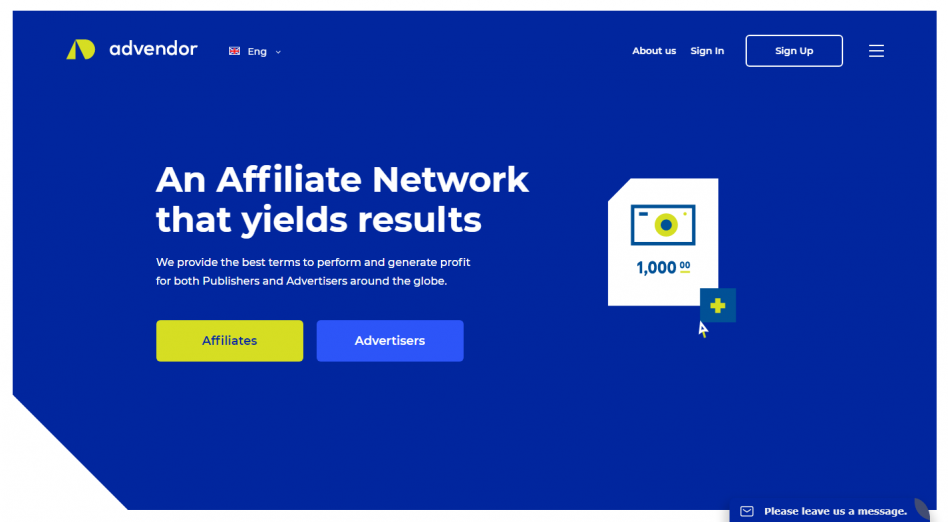 advendor
Eng
About us
Sign In
Sign Up
An Affiliate Network
that yields results
We provide the best terms to perform and generate profit
for both Publishers and Advertisers around the globe.
1,000 00
Affiliates
Advertisers
Please leave us a message.